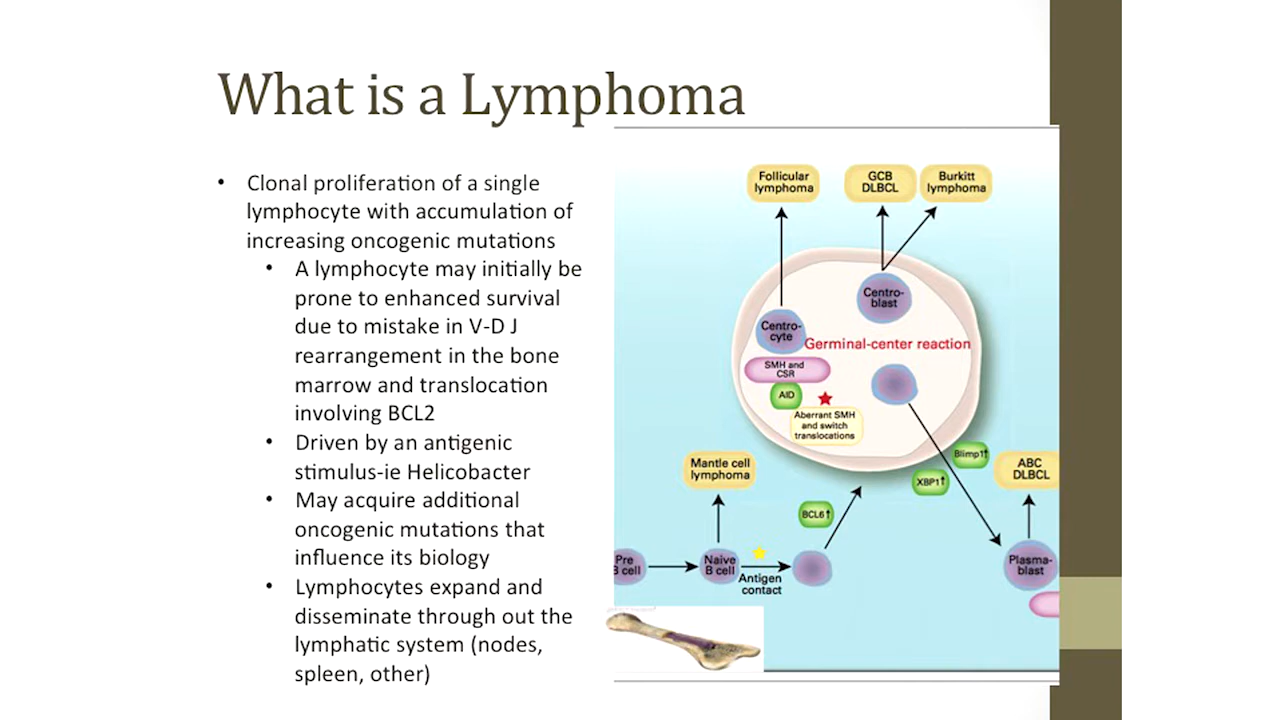 What is a Lymphoma
• Clonal proliferation of a single
lymphocyte with accumulation of
increasing oncogenic mutations
• A lymphocyte may initially be
prone to enhanced survival
due to mistake in V-D J
rearrangement in the bone
marrow and translocation
involving BCL2
• Driven by an antigenic
stimulus-ie Helicobacter
• May acquire additional
oncogenic mutations that
influence its biology
• Lymphocytes expand and
disseminate through out the
lymphatic system (nodes,
spleen, other)
Follicular
lymphoma
GCB
DLBCL
Burkitt
lymphoma
Centro-
blast
Centro-
cyte
Germinal-center reaction
SMH and
CSR
AID
Aberrant SMH
and switch
translocations
Mantle cell
lymphoma
Blimp1↑
XBP1↑
ABC
DLBCL
BCL6↑
Pre
B cell
Naive
B cell
Antigen
contact
Plasma-
blast